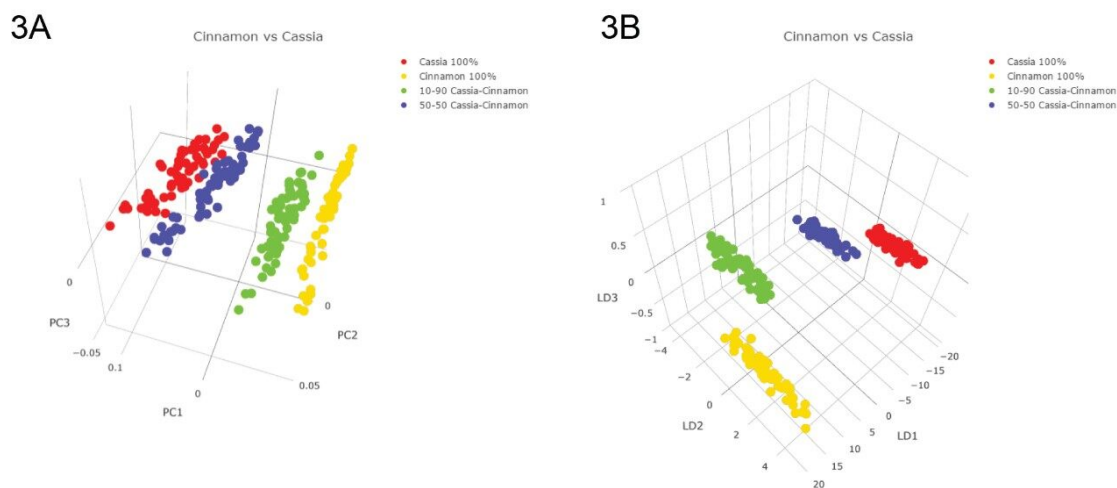 3A
Cinnamon vs Cassia
Cassia 100%
Cinnamon 100%
10-90 Cassia-Cinnamon
50-50 Cassia-Cinnamon
0
PC3
−0.05
0.1
PC1
0
0.05
0
PC2
3B
Cinnamon vs Cassia
Cassia 100%
Cinnamon 100%
10-90 Cassia-Cinnamon
50-50 Cassia-Cinnamon
1
0.5
0
LD3
−0.5
−1
−4
−2
0
LD2
2
4
20
15
10
5
LD1
0
−5
−10
−15
−20